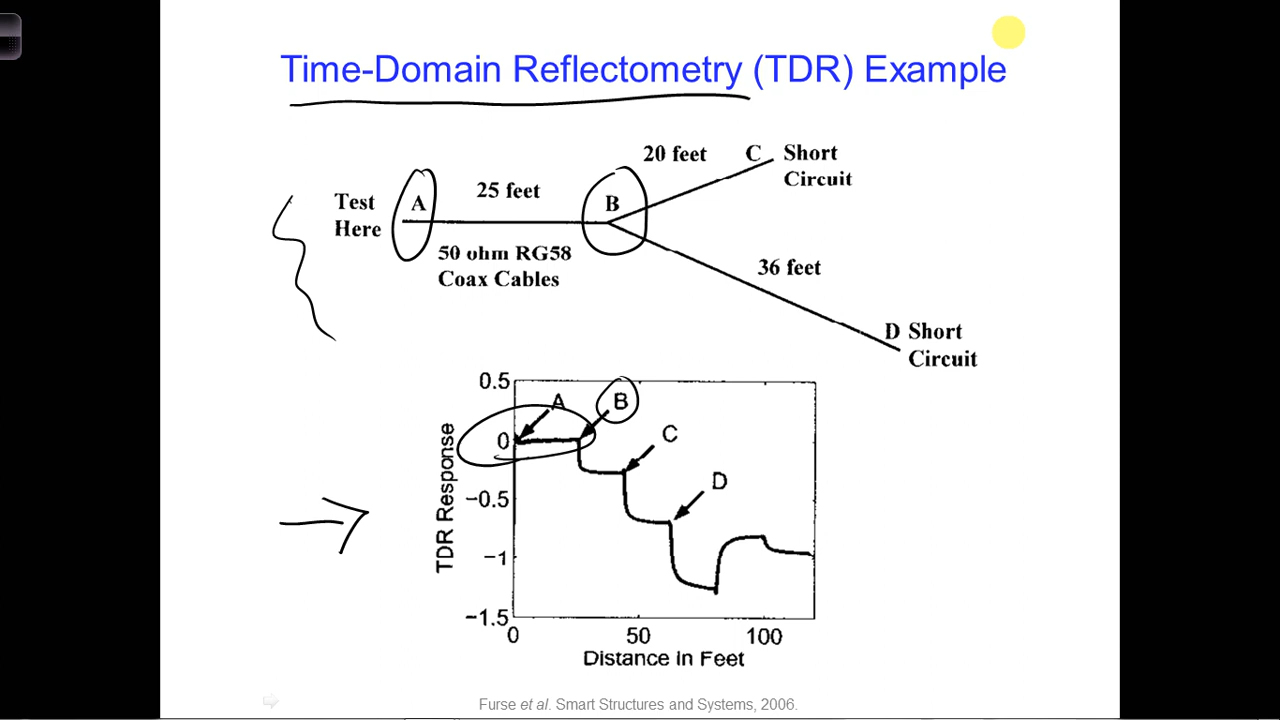 Time-Domain Reflectometry (TDR) Example
20 feet
C
Short
Circuit
Test
Here
A
25 feet
B
50 ohm RG58
Coax Cables
36 feet
D Short
Circuit
0.5
0
−0.5
−1
−1.5
TDR Response
A
B
C
D
0
50
100
Distance in Feet
Furse et al. Smart Structures and Systems, 2006.